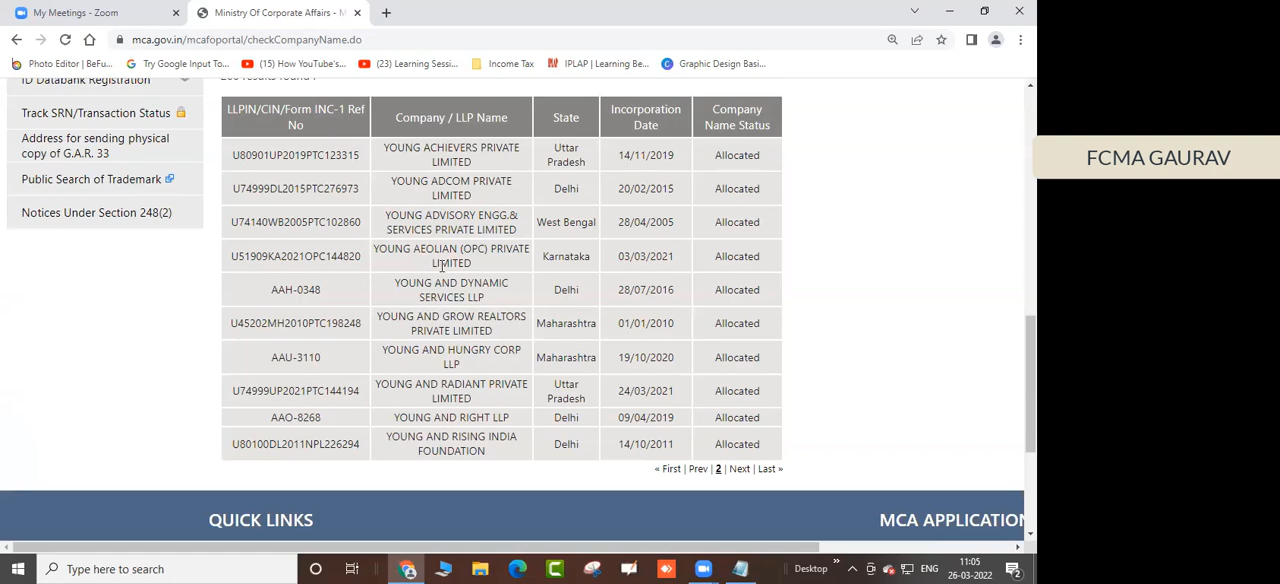 My Meetings - Zoom
Ministry Of Corporate Affairs -
mca.gov.in/mcafoportal/checkCompanyName.do
Photo Editor | BeFu...
Try Google Input To...
(15) How YouTube's...
(23) Learning Sessi...
Income Tax
IPLAP | Learning Be...
Graphic Design Basi...
ID Databank Registration
Track SRN/Transaction Status
Address for sending physical
copy of G.A.R. 33
Public Search of Trademark
Notices Under Section 248(2)
200 results found !
LLPIN/CIN/Form INC-1 Ref
No
Company / LLP Name
State
Incorporation
Date
Company
Name Status
U80901UP2019PTC123315
YOUNG ACHIEVERS PRIVATE
LIMITED
Uttar
Pradesh
14/11/2019
Allocated
U74999DL2015PTC276973
YOUNG ADCOM PRIVATE
LIMITED
Delhi
20/02/2015
Allocated
U74140WB2005PTC102860
YOUNG ADVISORY ENGG.&
SERVICES PRIVATE LIMITED
West Bengal
28/04/2005
Allocated
U51909KA2021OPC144820
YOUNG AEOLIAN (OPC) PRIVATE
LIMITED
Karnataka
03/03/2021
Allocated
AAH-0348
YOUNG AND DYNAMIC
SERVICES LLP
Delhi
28/07/2016
Allocated
U45202MH2010PTC198248
YOUNG AND GROW REALTORS
PRIVATE LIMITED
Maharashtra
01/01/2010
Allocated
AAU-3110
YOUNG AND HUNGRY CORP
LLP
Maharashtra
19/10/2020
Allocated
U74999UP2021PTC144194
YOUNG AND RADIANT PRIVATE
LIMITED
Uttar
Pradesh
24/03/2021
Allocated
AAO-8268
YOUNG AND RIGHT LLP
Delhi
09/04/2019
Allocated
U80100DL2011NPL226294
YOUNG AND RISING INDIA
FOUNDATION
Delhi
14/10/2011
Allocated
« First | Prev | 2 | Next | Last »
QUICK LINKS
MCA APPLICATION
FCMA GAURAV
Type here to search
Desktop
ENG
11:05
26-03-2022